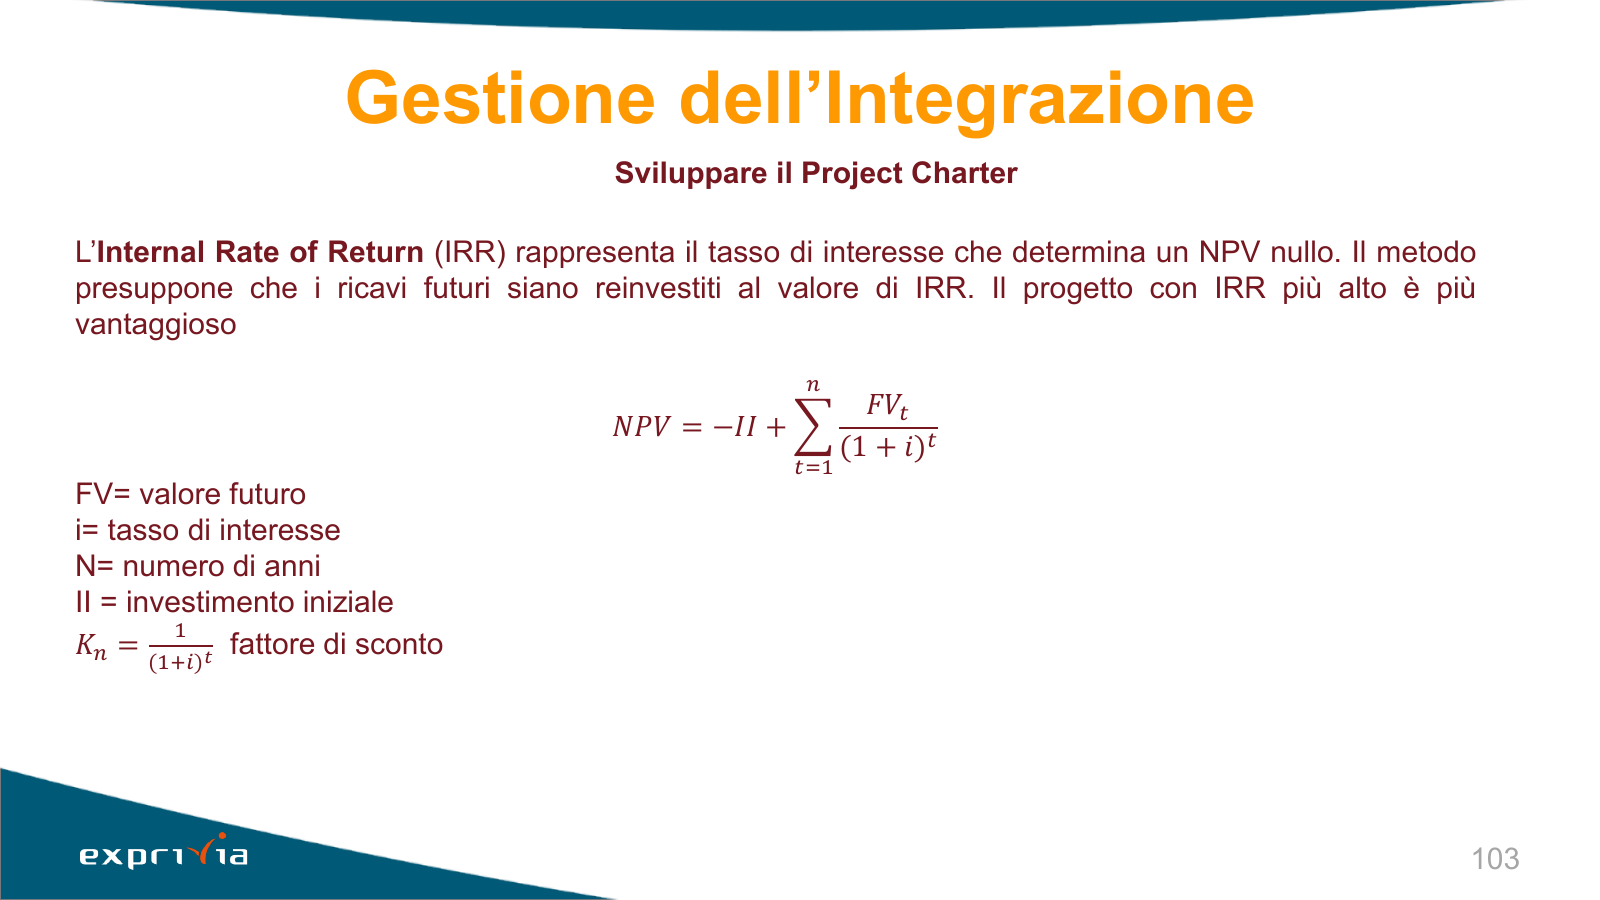 Gestione dell’Integrazione
Sviluppare il Project Charter
L’Internal Rate of Return (IRR) rappresenta il tasso di interesse che determina un NPV nullo. Il metodo
presuppone che i ricavi futuri siano reinvestiti al valore di IRR. Il progetto con IRR più alto è più
vantaggioso
NPV = −II + ∑_{t=1}^{n} FV_t / (1 + i)^t
FV= valore futuro
i= tasso di interesse
N= numero di anni
II = investimento iniziale
K_n = 1 / (1+i)^t fattore di sconto
exprivia
103